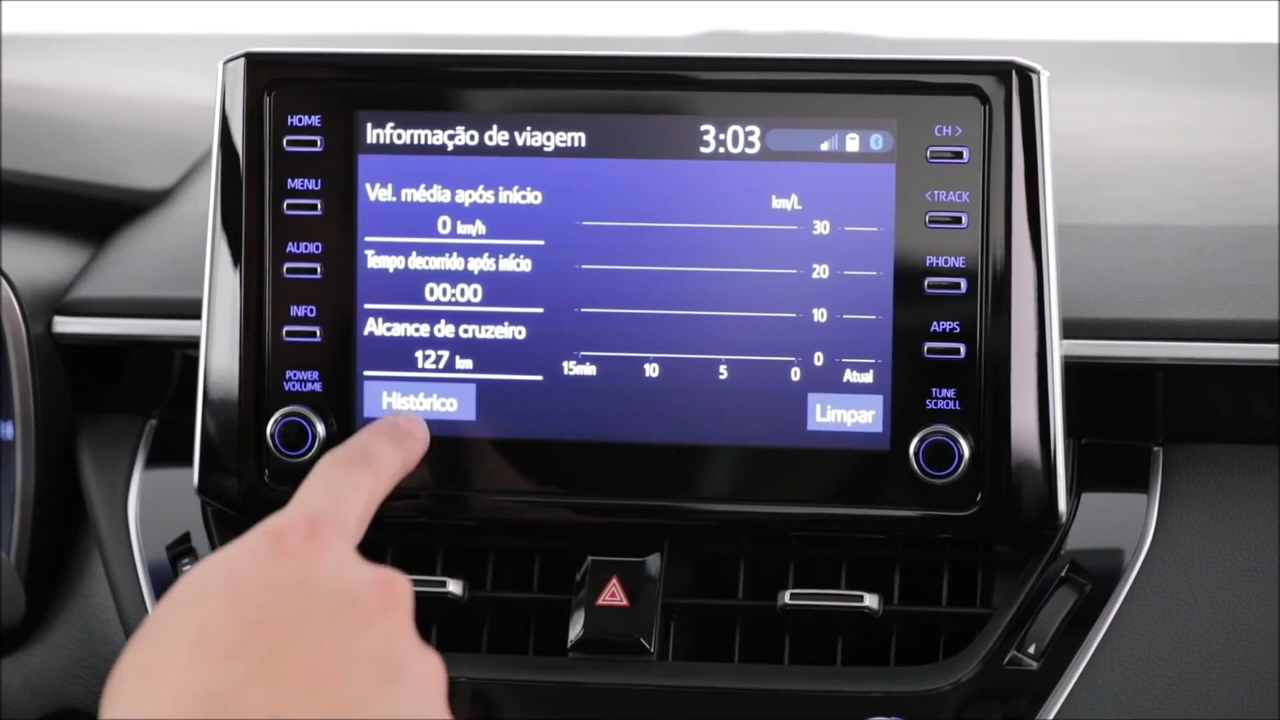 HOME
MENU
AUDIO
INFO
POWER
VOLUME
Informação de viagem 3:03
Vel. média após início
0 km/h
Tempo decorrido após início
00:00
Alcance de cruzeiro
127 km
Histórico
km/L
30
20
10
0
15min 10 5 0 Atual
Limpar
CH >
<TRACK
PHONE
APPS
TUNE
SCROLL